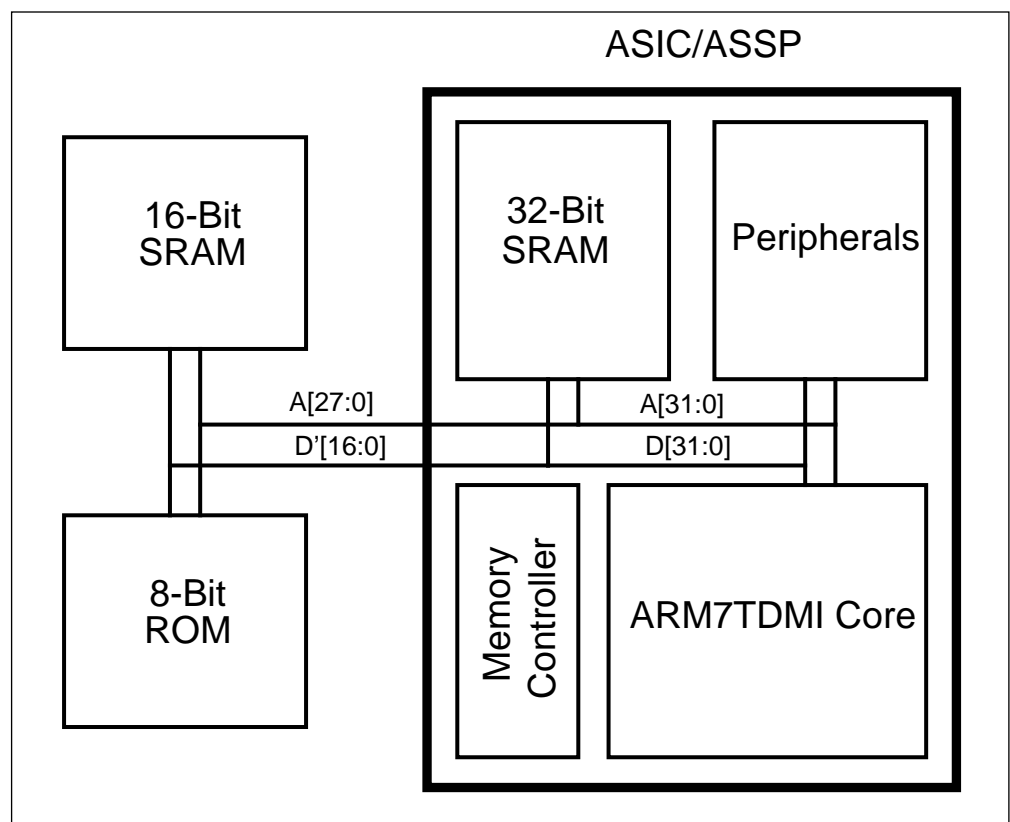 ASIC/ASSP
16-Bit
SRAM
32-Bit
SRAM
Peripherals
A[27:0]
A[31:0]
D’[16:0]
D[31:0]
8-Bit
ROM
Memory
Controller
ARM7TDMI Core